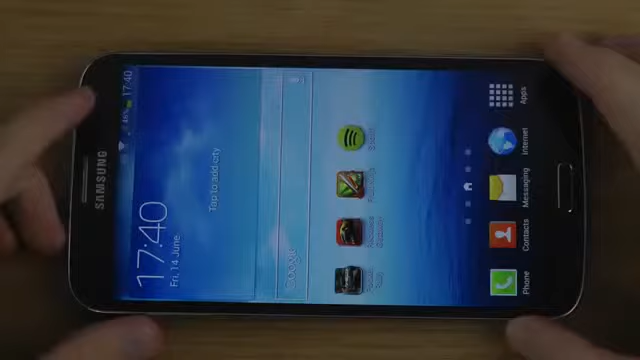 17:40
SAMSUNG
17:40
Fri, 14 June
Tap to add city
Google
Apps
Internet
Messaging
Contacts
Phone